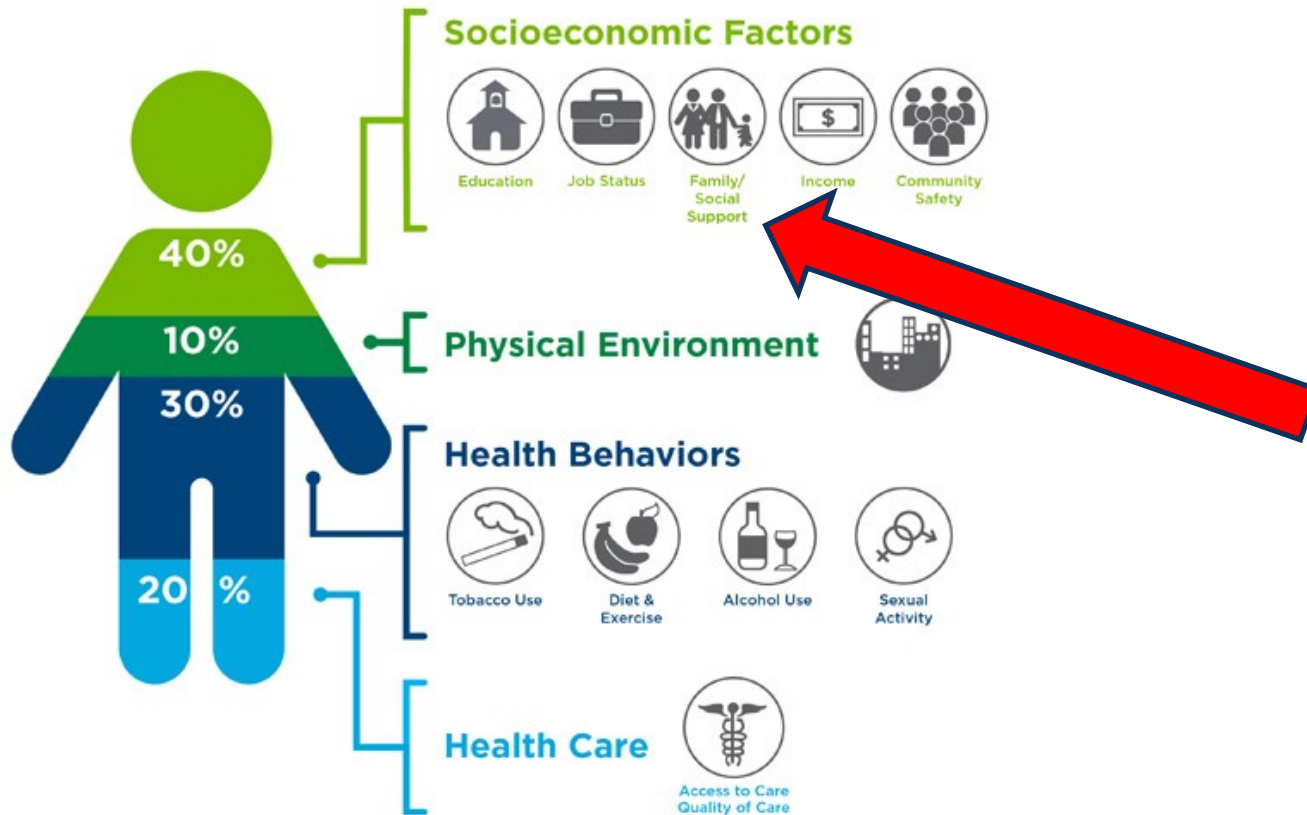 Socioeconomic Factors
$
Education
Job Status
Family/
Social
Support
Income
Community
Safety
40%
10%
Physical Environment
30%
Health Behaviors
Tobacco Use
Diet &
Exercise
Alcohol Use
Sexual
Activity
20 %
Health Care
Access to Care
Quality of Care